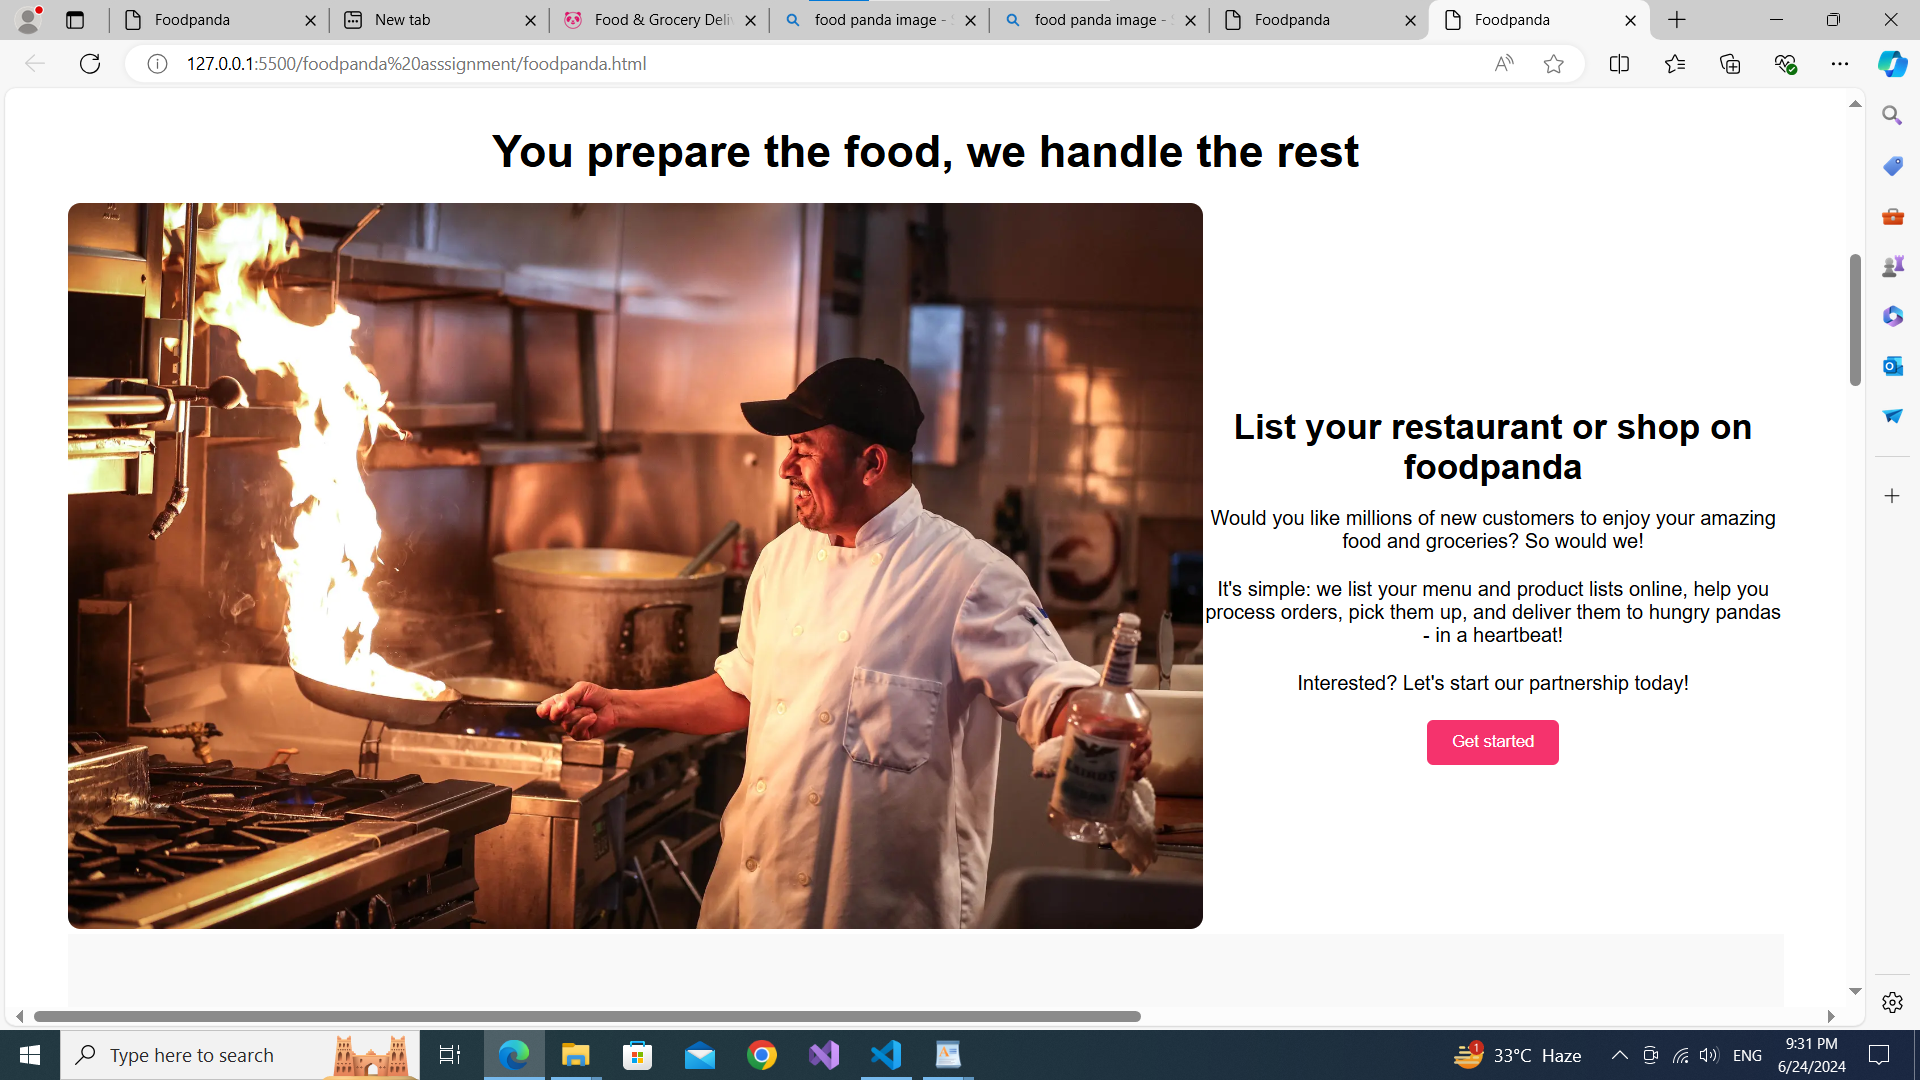 Foodpanda
New tab
Food & Grocery Deliv
food panda image - S
food panda image - S
Foodpanda
Foodpanda
127.0.0.1:5500/foodpanda%20asssignment/foodpanda.html
You prepare the food, we handle the rest
List your restaurant or shop on
foodpanda
Would you like millions of new customers to enjoy your amazing
food and groceries? So would we!
It's simple: we list your menu and product lists online, help you
process orders, pick them up, and deliver them to hungry pandas
- in a heartbeat!
Interested? Let's start our partnership today!
Get started
LAIRD'S
Type here to search
1
33°C Haze
ENG
9:31 PM
6/24/2024